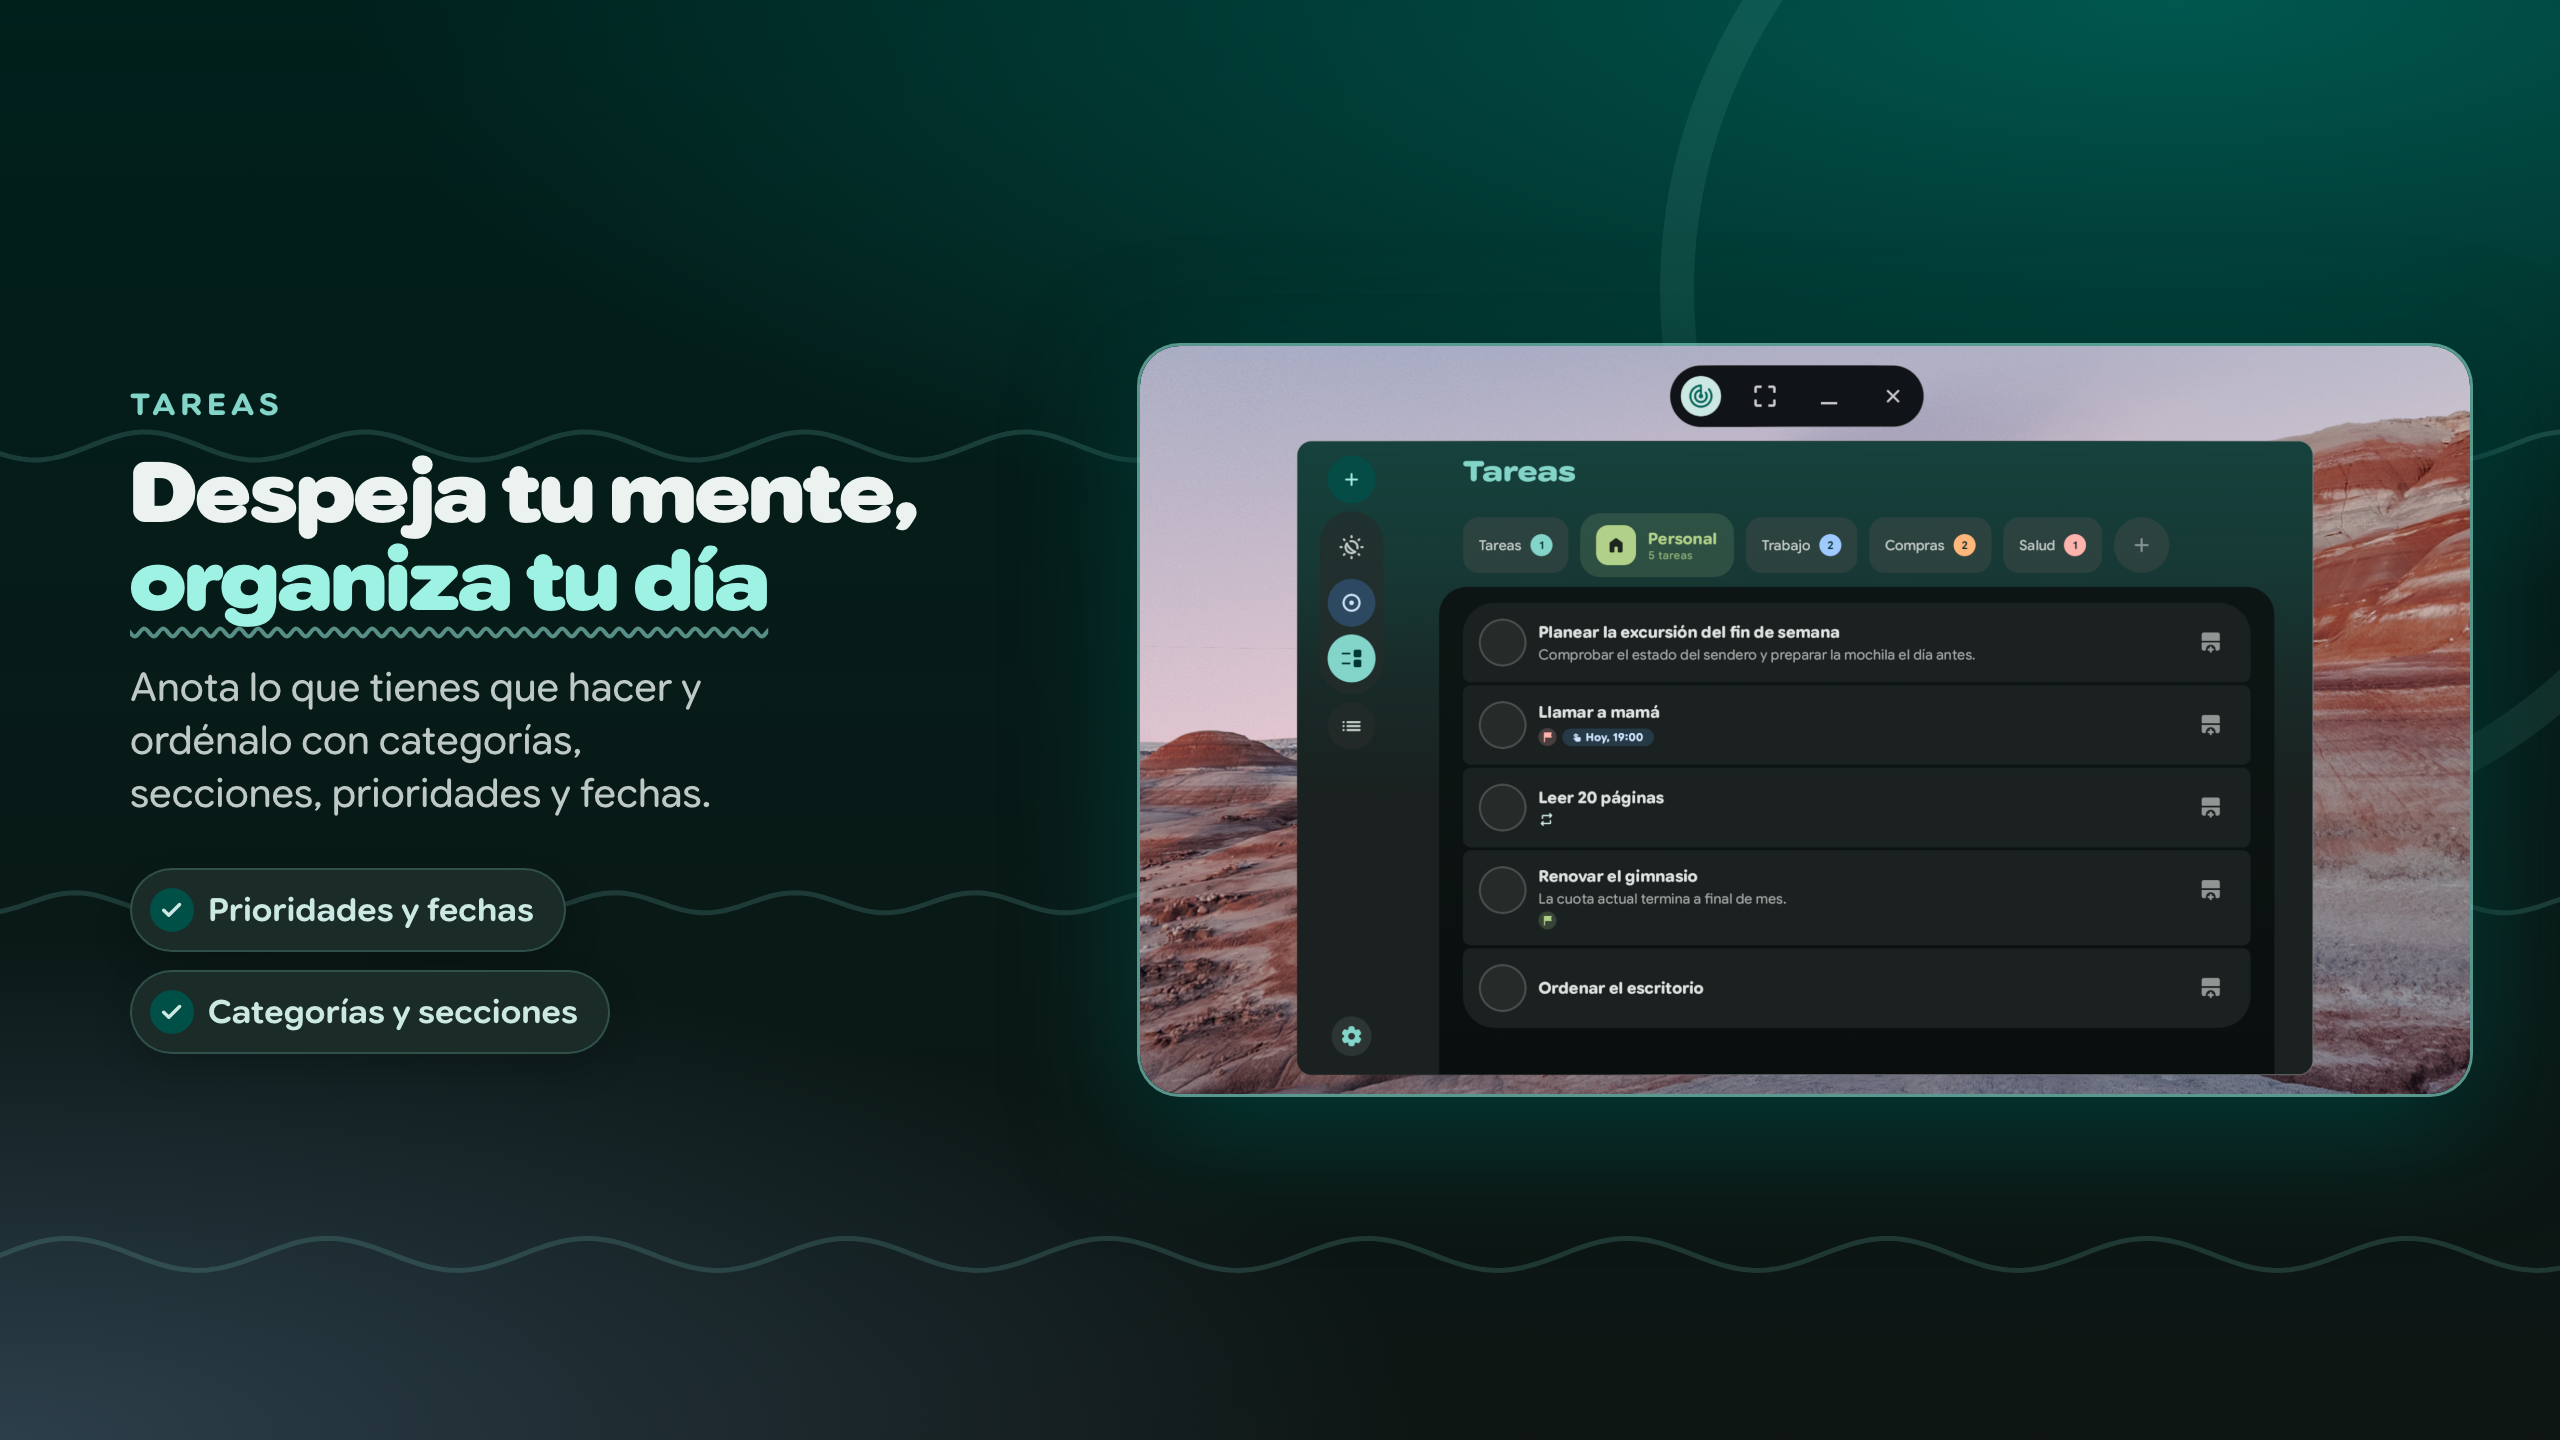 TAREAS
Despeja tu mente,
organiza tu día
Anota lo que tienes que hacer y
ordénalo con categorías,
secciones, prioridades y fechas.
Prioridades y fechas
Categorías y secciones
Tareas
Tareas 1
Personal
5 tareas
Trabajo 2
Compras 2
Salud 1
Planear la excursión del fin de semana
Comprobar el estado del sendero y preparar la mochila el día antes.
Llamar a mamá
Hoy, 19:00
Leer 20 páginas
Renovar el gimnasio
La cuota actual termina a final de mes.
Ordenar el escritorio